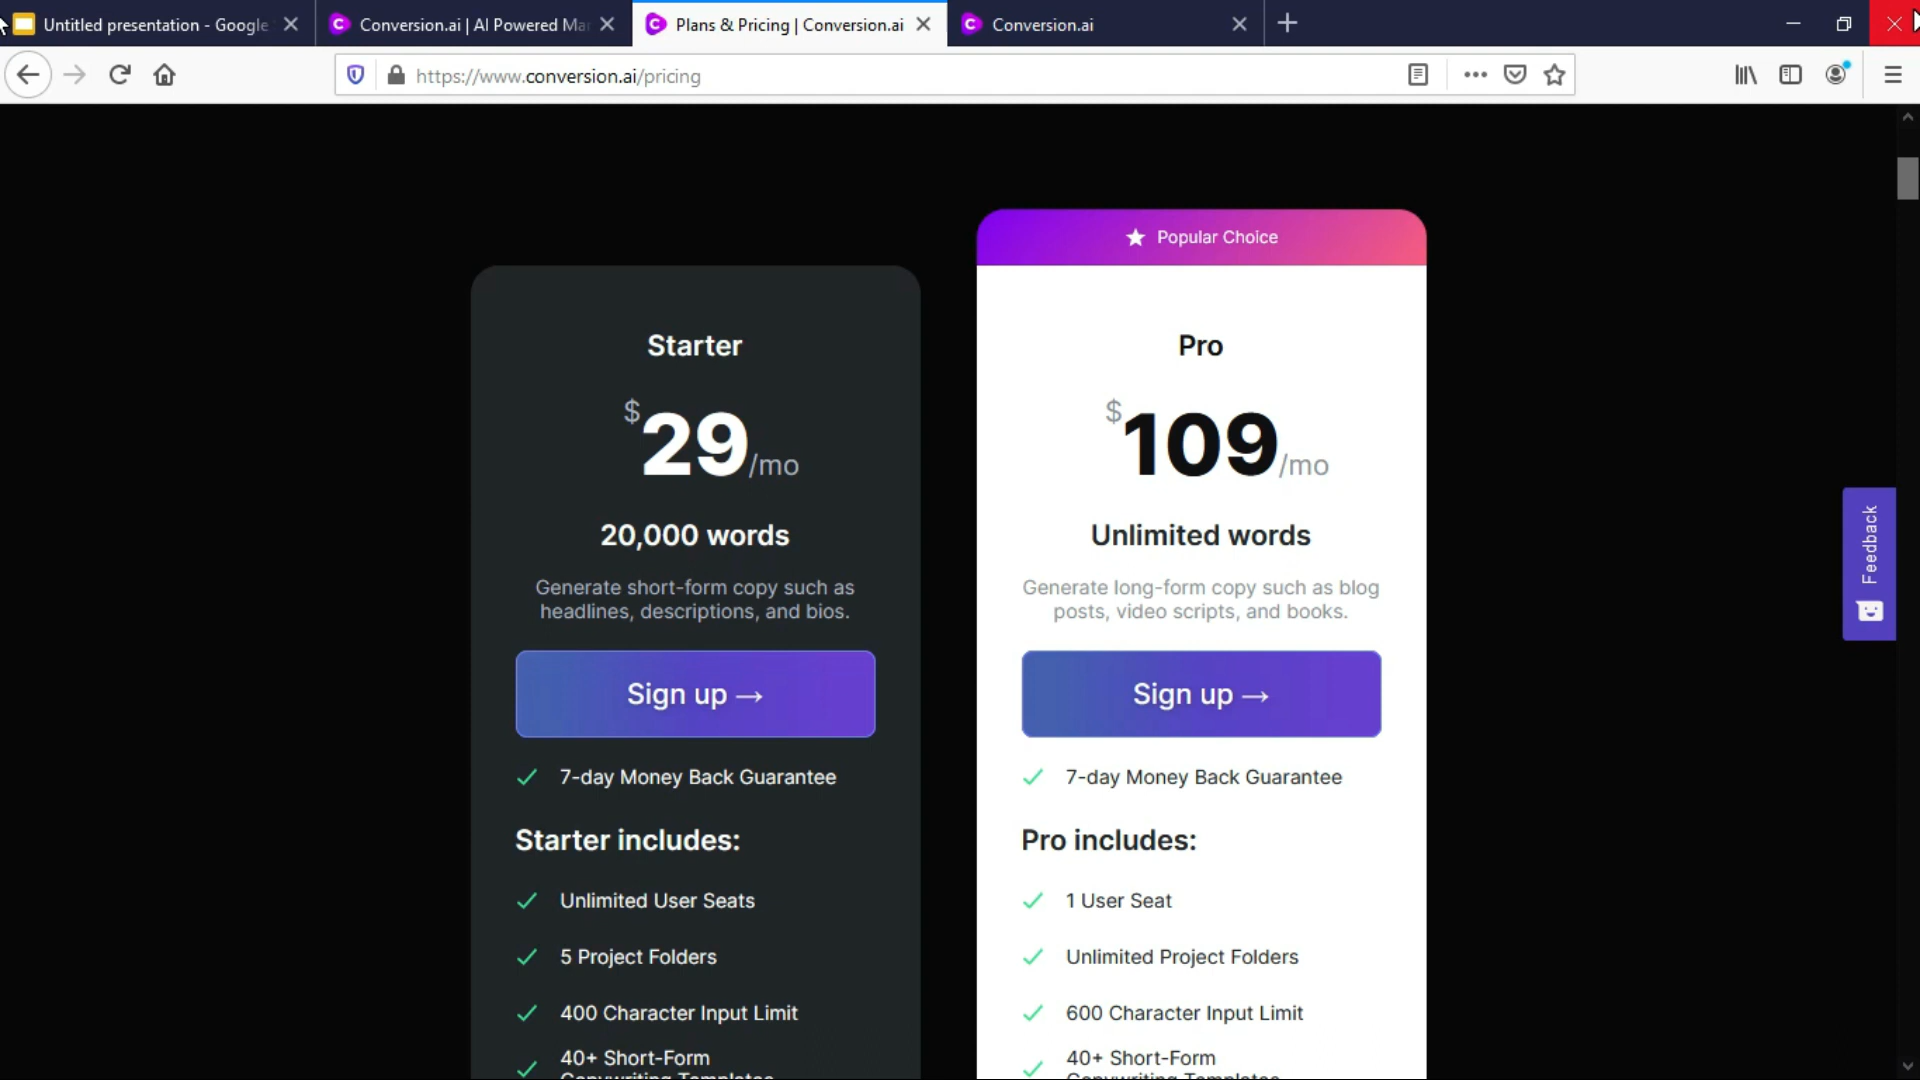 Untitled presentation - Google
Conversion.ai | AI Powered Mar
Plans & Pricing | Conversion.ai
Conversion.ai
https://www.conversion.ai/pricing
Popular Choice
Starter
$29/mo
20,000 words
Generate short-form copy such as
headlines, descriptions, and bios.
Sign up →
7-day Money Back Guarantee
Starter includes:
Unlimited User Seats
5 Project Folders
400 Character Input Limit
40+ Short-Form
Copywriting Templates
Pro
$109/mo
Unlimited words
Generate long-form copy such as blog
posts, video scripts, and books.
Sign up →
7-day Money Back Guarantee
Pro includes:
1 User Seat
Unlimited Project Folders
600 Character Input Limit
40+ Short-Form
Copywriting Templates
Feedback